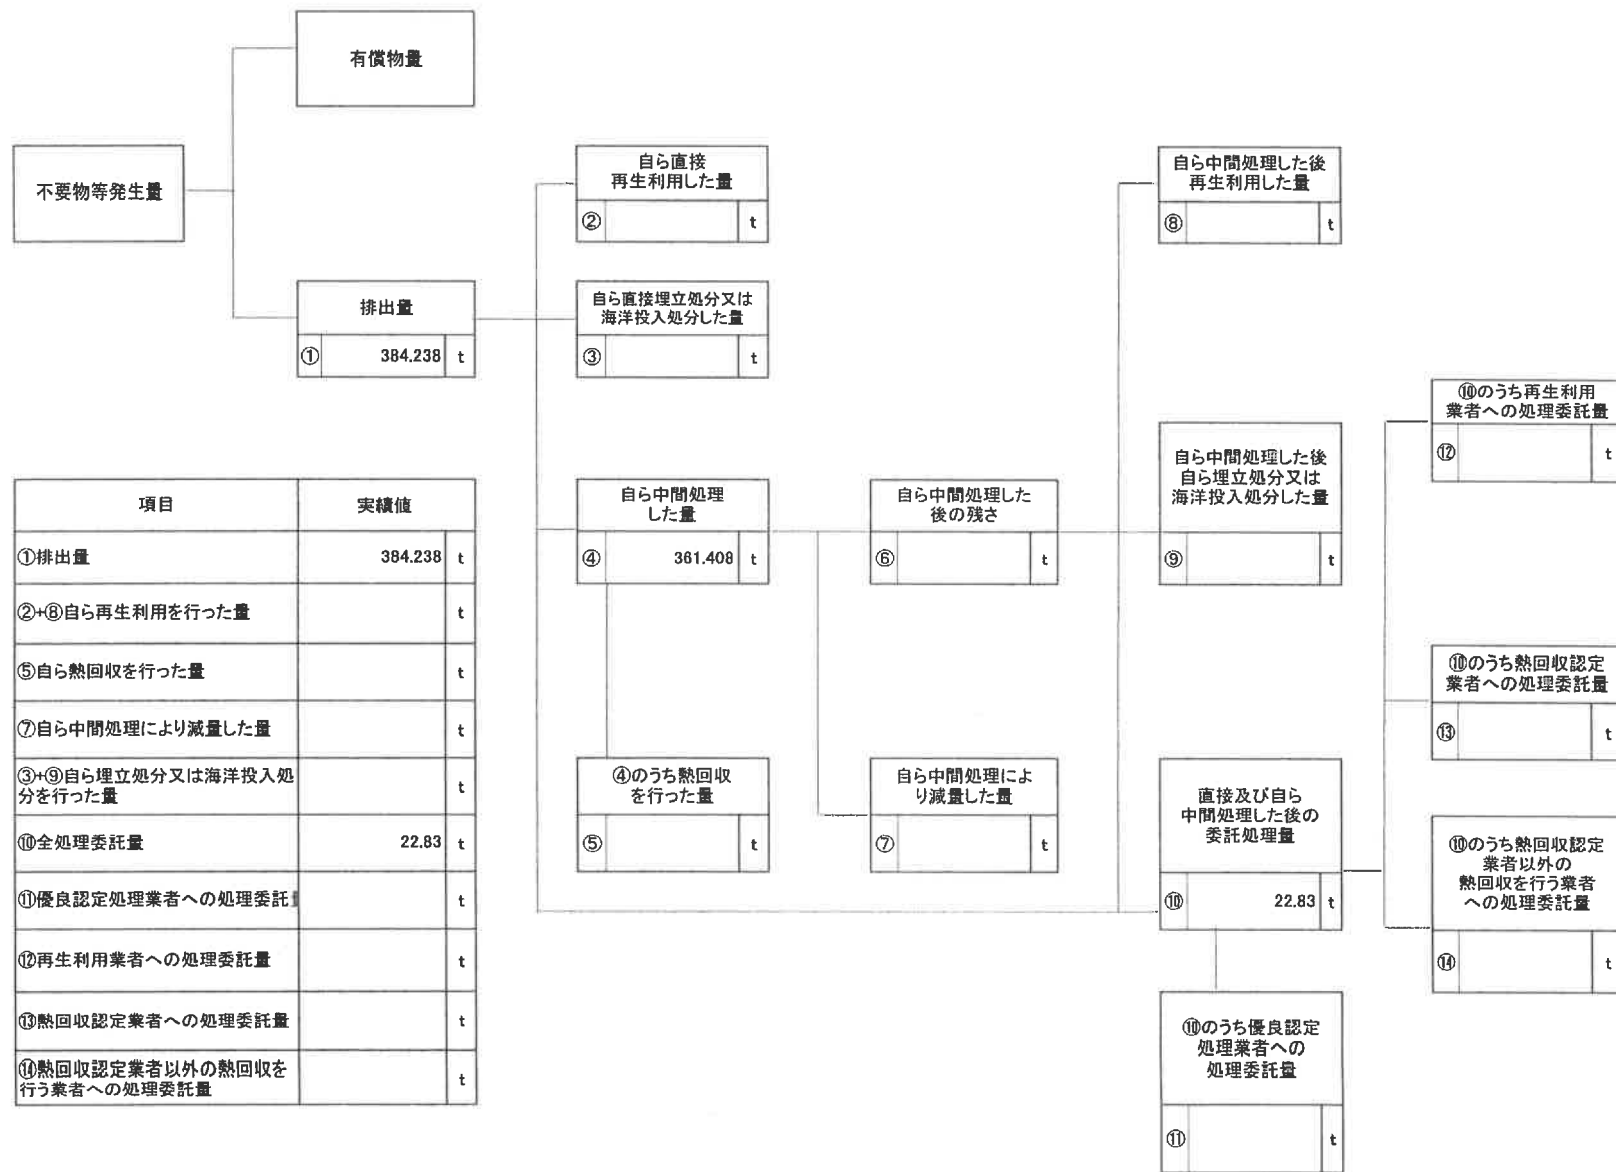 有償物量
不要物等発生量
排出量
① 384.238 t
自ら直接
再生利用した量
② t
自ら直接埋立処分又は
海洋投入処分した量
③ t
自ら中間処理
した量
④ 361.408 t
④のうち熱回収
を行った量
⑤ t
自ら中間処理した
後の残さ
⑥ t
自ら中間処理によ
り減量した量
⑦ t
自ら中間処理した後
再生利用した量
⑧ t
自ら中間処理した後
自ら埋立処分又は
海洋投入処分した量
⑨ t
直接及び自ら
中間処理した後の
委託処理量
⑩ 22.83 t
⑩のうち優良認定
処理業者への
処理委託量
⑪ t
⑩のうち再生利用
業者への処理委託量
⑫ t
⑩のうち熱回収認定
業者への処理委託量
⑬ t
⑩のうち熱回収認定
業者以外の
熱回収を行う業者
への処理委託量
⑭ t
項目 実績値
①排出量 384.238 t
②+⑧自ら再生利用を行った量 t
⑤自ら熱回収を行った量 t
⑦自ら中間処理により減量した量 t
③+⑨自ら埋立処分又は海洋投入処
分を行った量 t
⑩全処理委託量 22.83 t
⑪優良認定処理業者への処理委託 t
⑫再生利用業者への処理委託量 t
⑬熱回収認定業者への処理委託量 t
⑭熱回収認定業者以外の熱回収を
行う業者への処理委託量 t